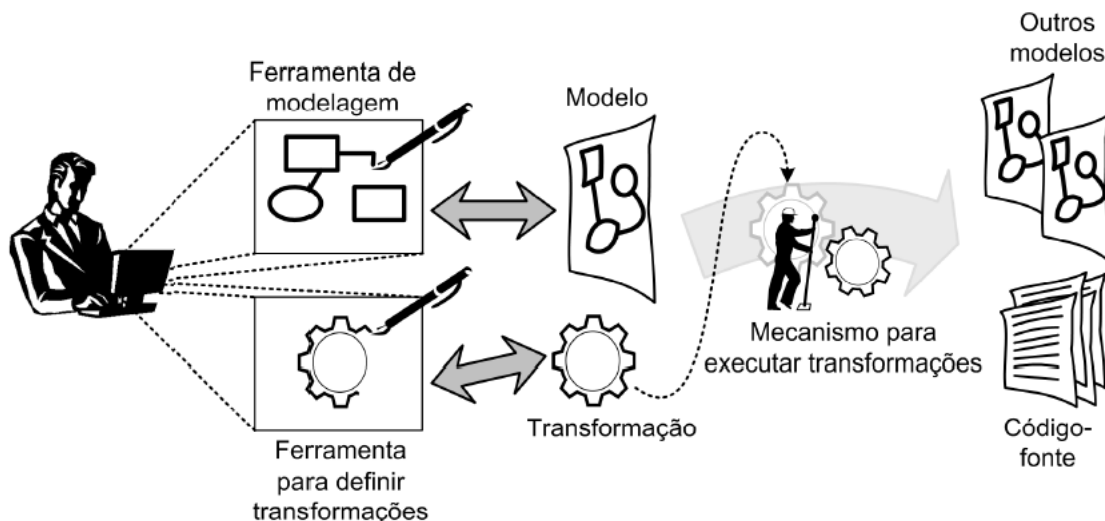 Ferramenta de
modelagem
Modelo
Outros
modelos
Mecanismo para
executar transformações
Transformação
Ferramenta
para definir
transformações
Código-
fonte